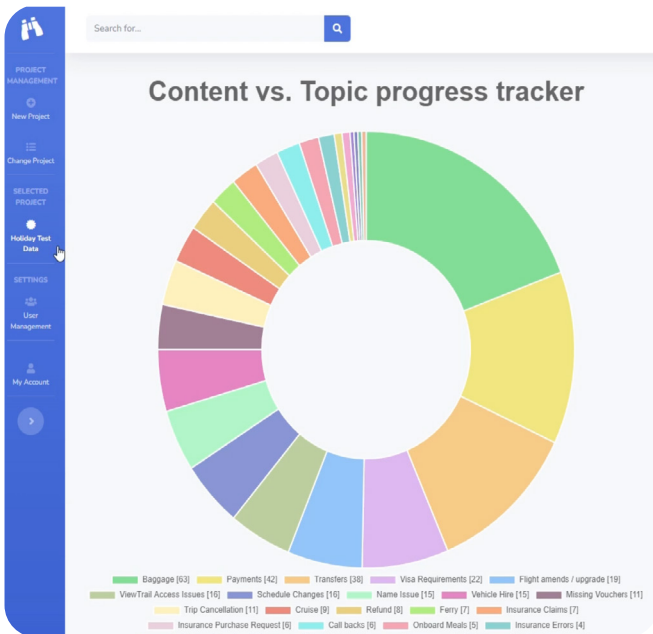 Search for...
PROJECT
MANAGEMENT
New Project
Change Project
SELECTED
PROJECT
Holiday Test
Data
SETTINGS
User
Management
My Account
Content vs. Topic progress tracker
Baggage [63] Payments [42] Transfers [38] Visa Requirements [22] Flight amends / upgrade [19]
ViewTrail Access Issues [16] Schedule Changes [16] Name Issue [15] Vehicle Hire [15] Missing Vouchers [11]
Trip Cancellation [11] Cruise [9] Refund [8] Ferry [7] Insurance Claims [7]
Insurance Purchase Request [6] Call backs [6] Onboard Meals [5] Insurance Errors [4]